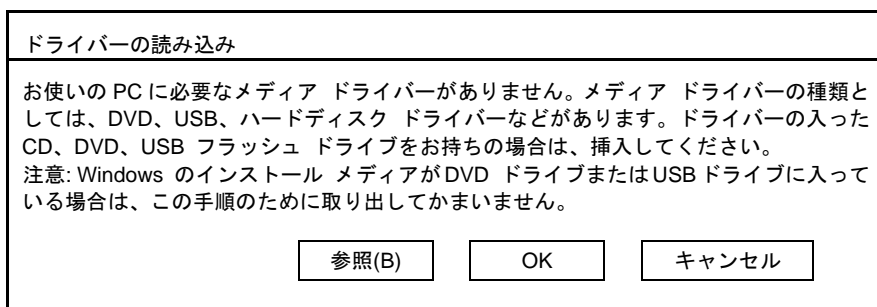 ドライバーの読み込み
お使いの PC に必要なメディア ドライバーがありません。メディア ドライバーの種類と
しては、DVD、USB、ハードディスク ドライバーなどがあります。ドライバーの入った
CD、DVD、USB フラッシュ ドライブをお持ちの場合は、挿入してください。
注意: Windows のインストール メディアが DVD ドライブまたは USB ドライブに入って
いる場合は、この手順のために取り出してかまいません。
参照(B) OK キャンセル